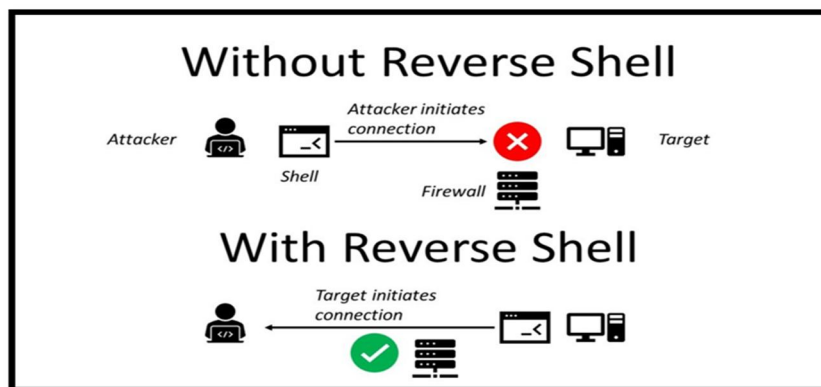 Without Reverse Shell
Attacker initiates
connection
Attacker
Target
Shell
Firewall
With Reverse Shell
Target initiates
connection